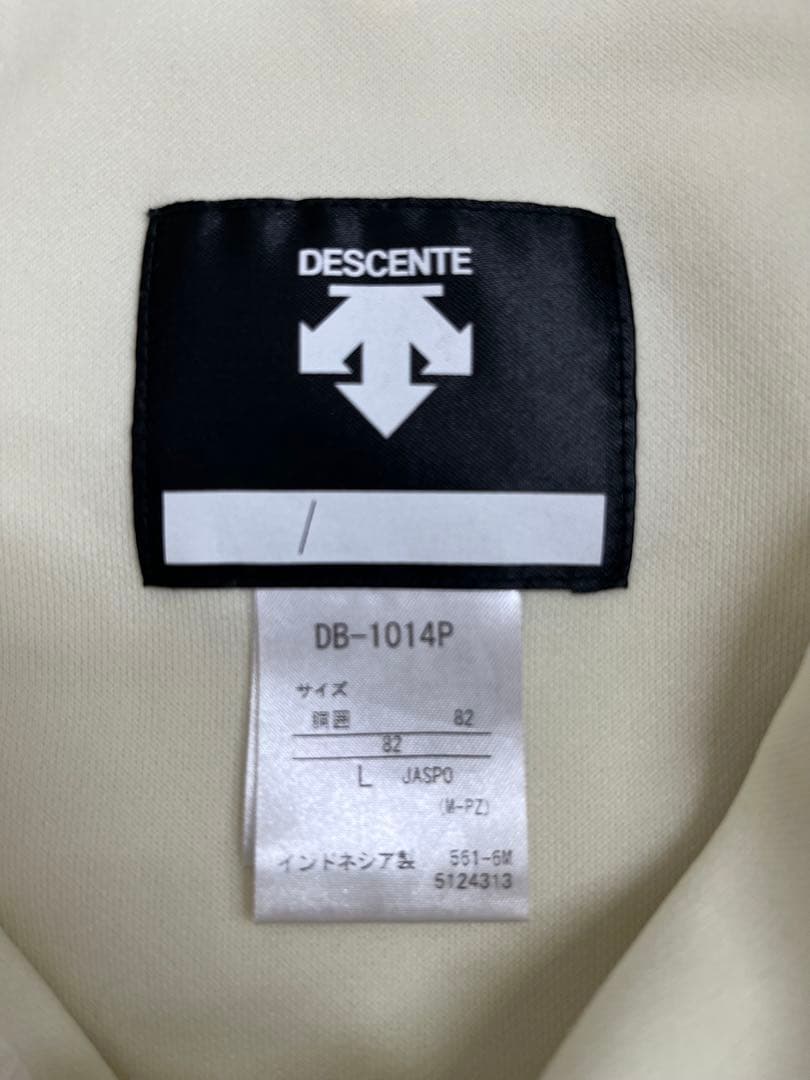 DESCENTE
/
DB-1014P
サイズ
胴囲 82
82
L JASPO
(M-PZ)
インドネシア製 561-6M
5124313